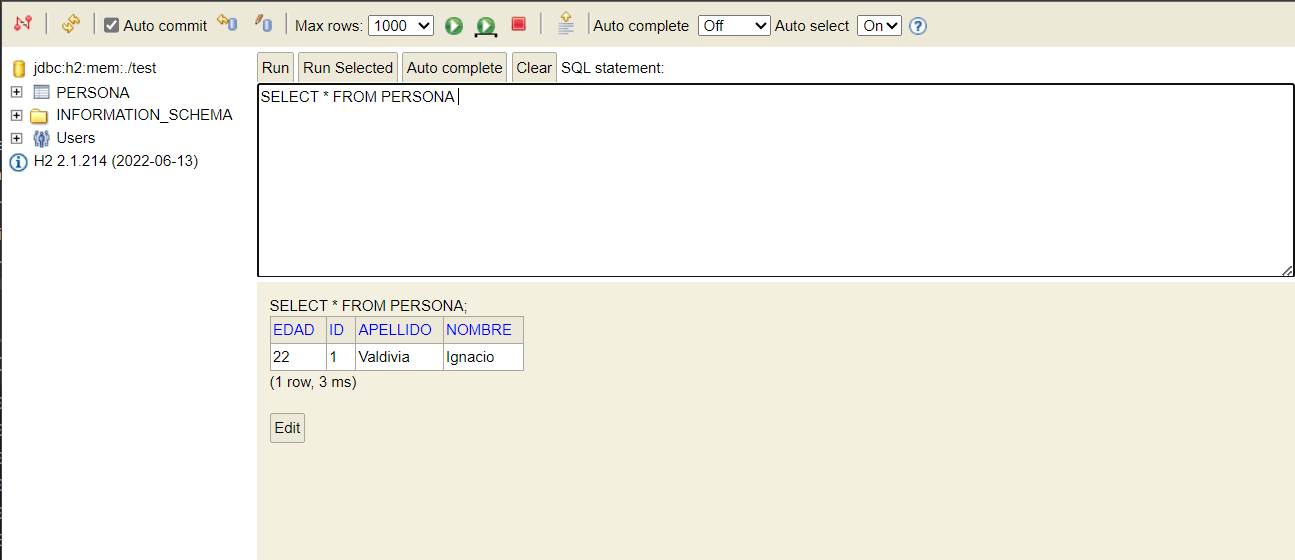 Auto commit Max rows: 1000 Auto complete Off Auto select On
jdbc:h2:mem:./test
PERSONA
INFORMATION_SCHEMA
Users
H2 2.1.214 (2022-06-13)
Run Run Selected Auto complete Clear SQL statement:
SELECT * FROM PERSONA
SELECT * FROM PERSONA;
EDAD ID APELLIDO NOMBRE
22 1 Valdivia Ignacio
(1 row, 3 ms)
Edit